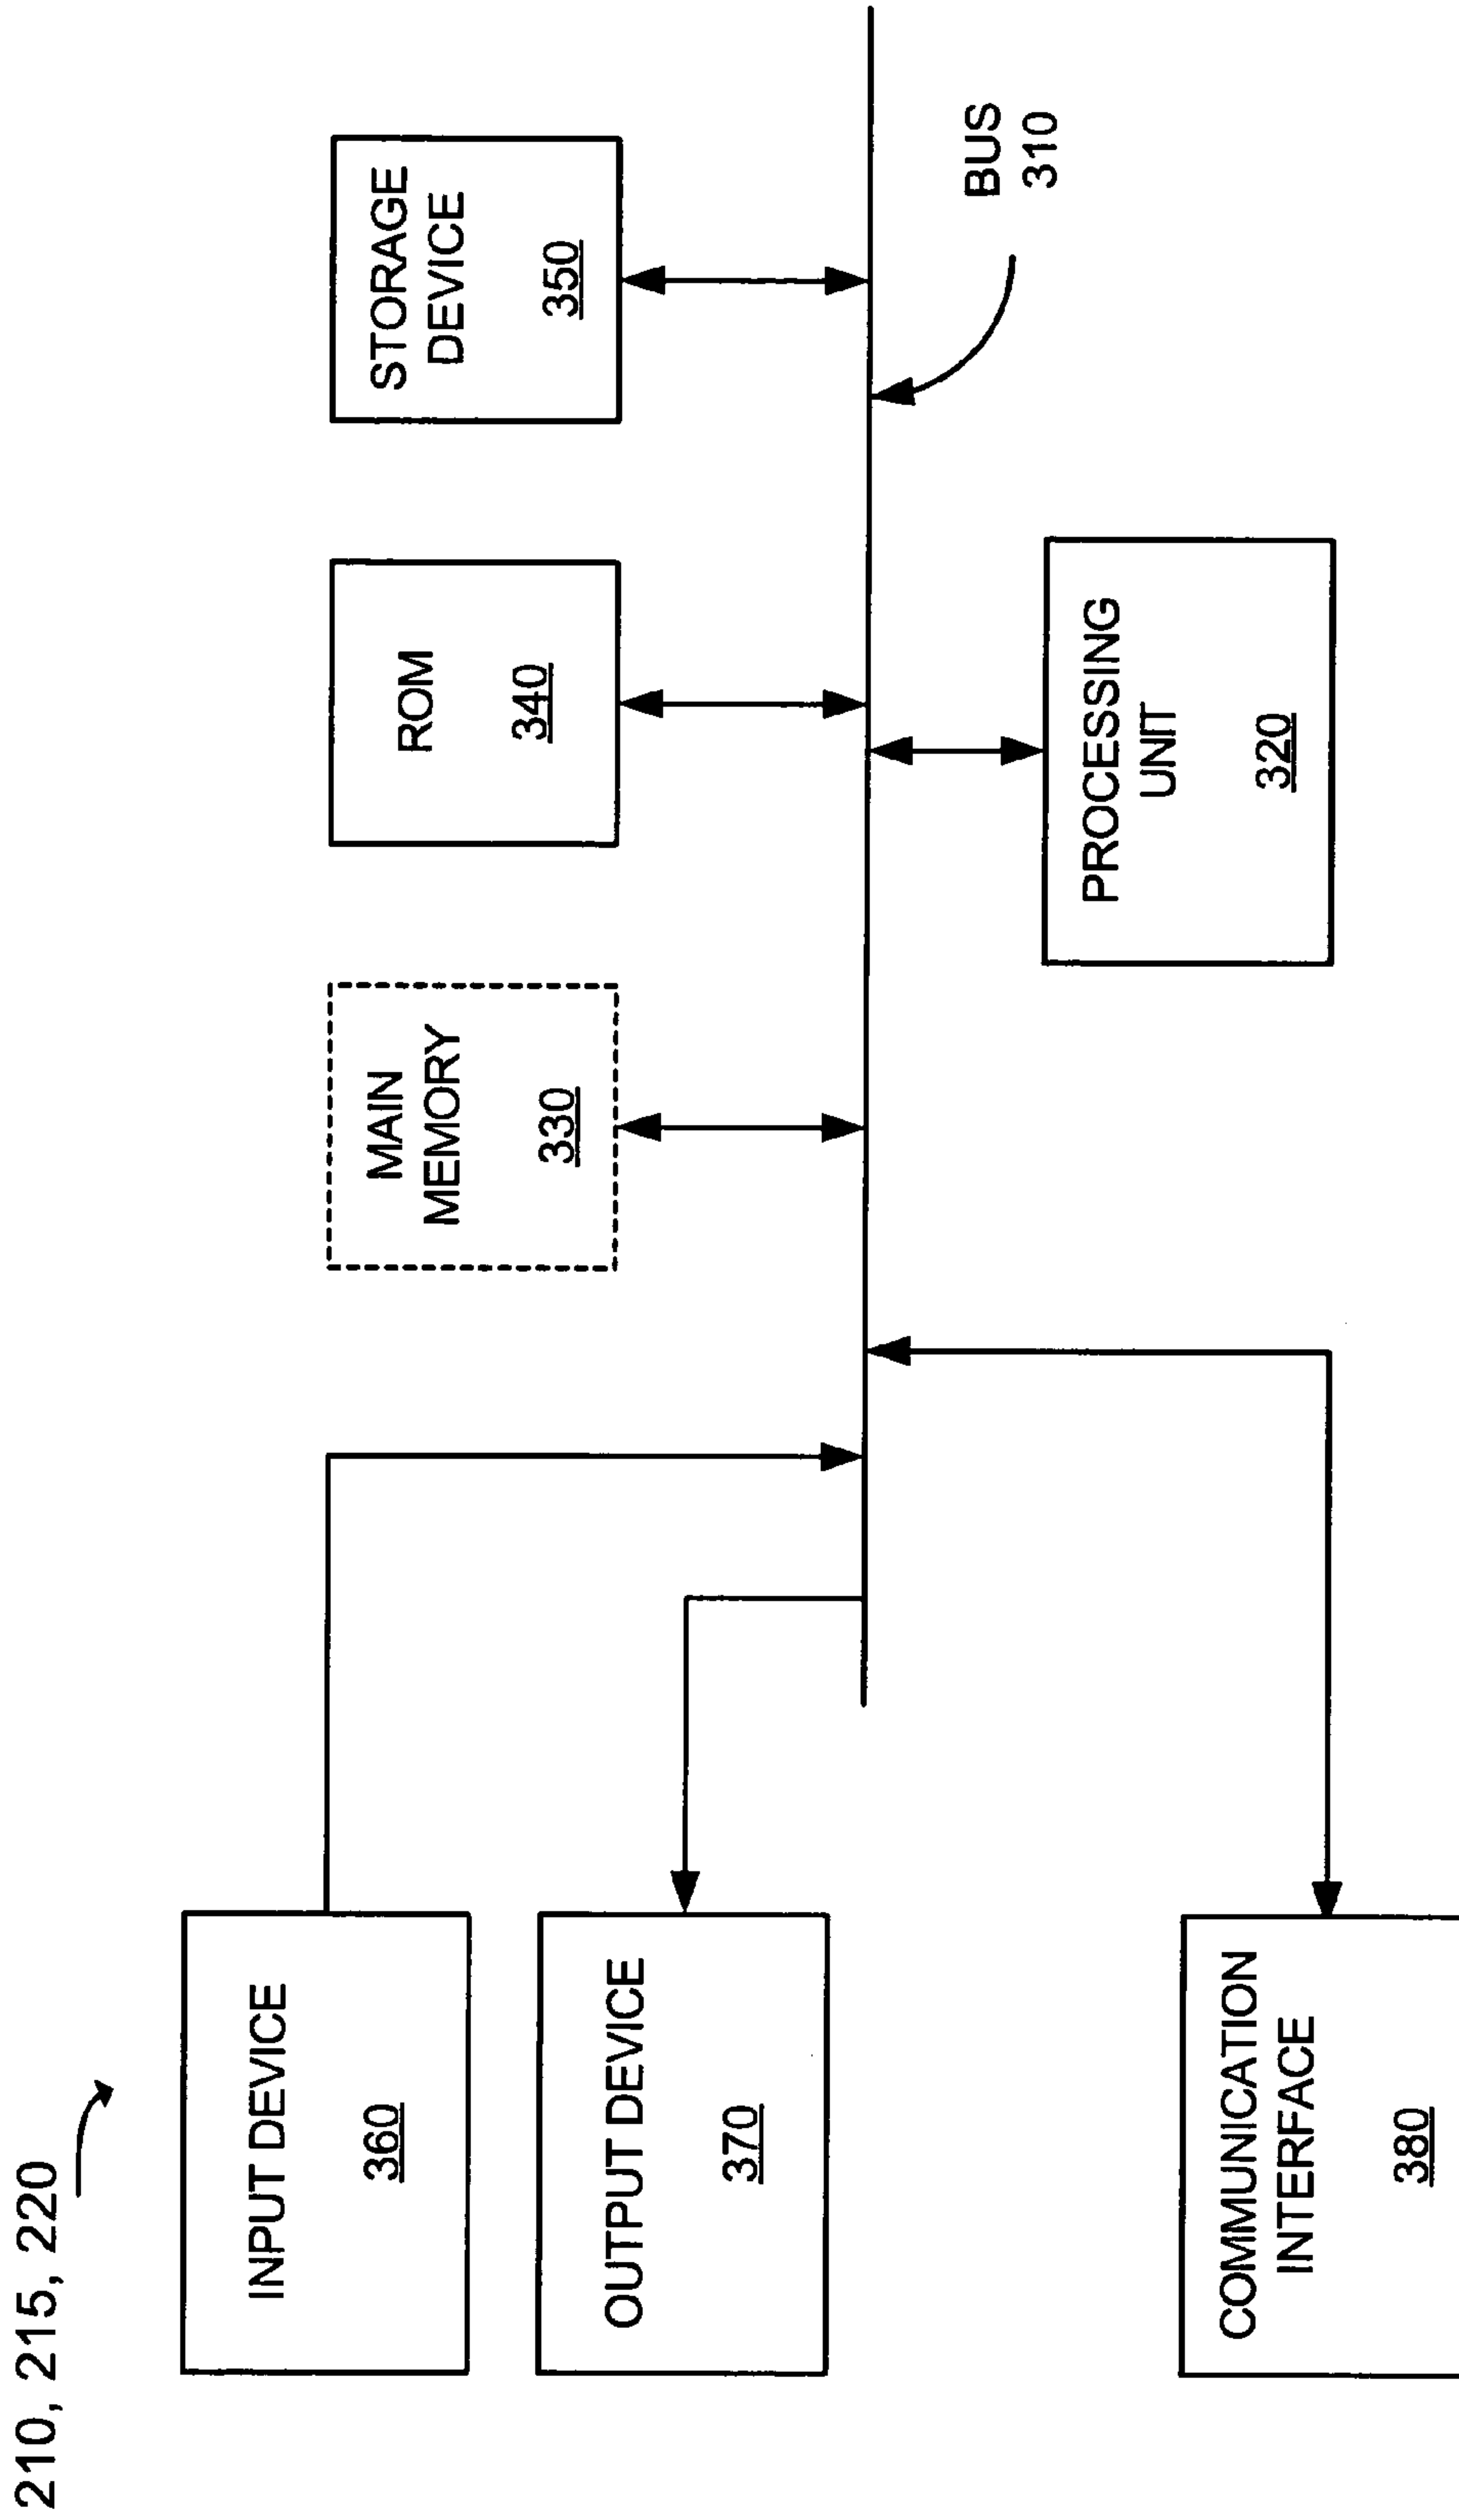 210, 215, 220
INPUT DEVICE
360
OUTPUT DEVICE
370
COMMUNICATION
INTERFACE
380
MAIN
MEMORY
330
ROM
340
STORAGE
DEVICE
350
PROCESSING
UNIT
320
BUS
310